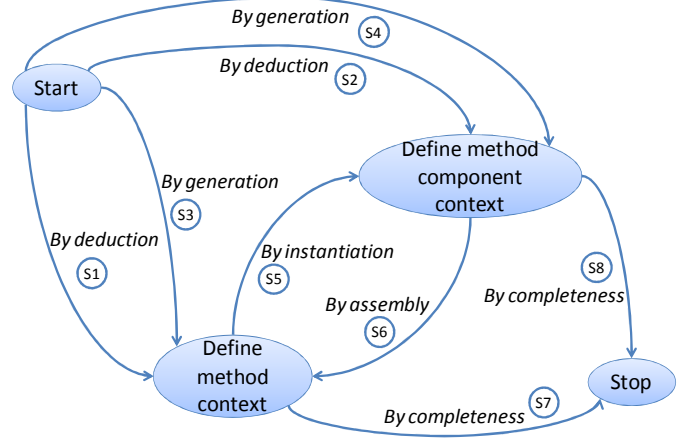 By generation
S4
By deduction
S2
Start
Define method
component
context
By generation
S3
By deduction
S1
By instantiation
S5
S8
By completeness
By assembly
S6
Define
method
context
Stop
By completeness
S7